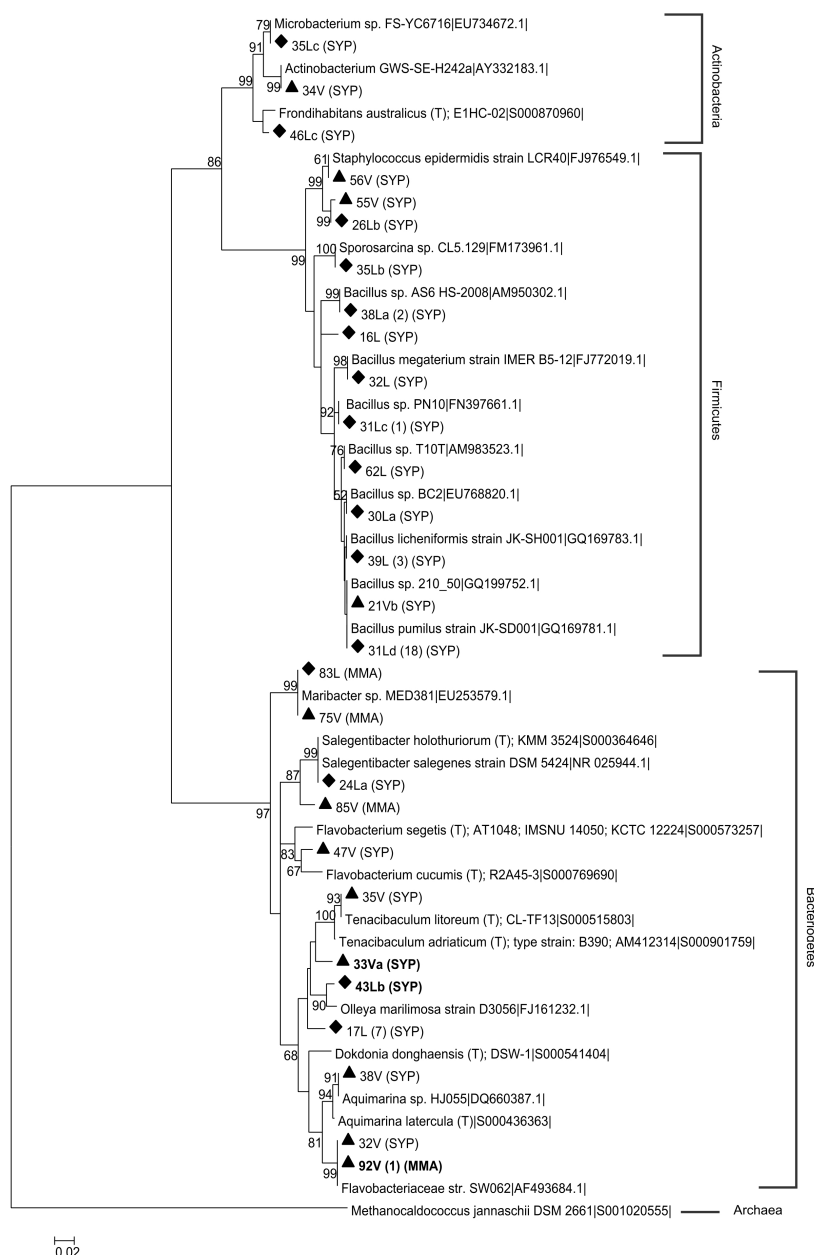 79
Microbacterium sp. FS-YC6716|EU734672.1|
91
35Lc (SYP)
Actinobacterium GWS-SE-H242a|AY332183.1|
99
99
34V (SYP)
Frondihabitans australicus (T); E1HC-02|S000870960|
46Lc (SYP)
Actinobacteria
86
61
Staphylococcus epidermidis strain LCR40|FJ976549.1|
99
56V (SYP)
55V (SYP)
99
26Lb (SYP)
99
100
Sporosarcina sp. CL5.129|FM173961.1|
35Lb (SYP)
99
Bacillus sp. AS6 HS-2008|AM950302.1|
38La (2) (SYP)
16L (SYP)
98
Bacillus megaterium strain IMER B5-12|FJ772019.1|
32L (SYP)
Bacillus sp. PN10|FN397661.1|
92
31Lc (1) (SYP)
76
Bacillus sp. T10T|AM983523.1|
62L (SYP)
52
Bacillus sp. BC2|EU768820.1|
30La (SYP)
Bacillus licheniformis strain JK-SH001|GQ169783.1|
39L (3) (SYP)
Bacillus sp. 210_50|GQ199752.1|
21Vb (SYP)
Bacillus pumilus strain JK-SD001|GQ169781.1|
31Ld (18) (SYP)
Firmicutes
83L (MMA)
99
Maribacter sp. MED381|EU253579.1|
75V (MMA)
Salegentibacter holothuriorum (T); KMM 3524|S000364646|
99
Salegentibacter salegenes strain DSM 5424|NR 025944.1|
87
24La (SYP)
85V (MMA)
97
Flavobacterium segetis (T); AT1048; IMSNU 14050; KCTC 12224|S000573257|
83
47V (SYP)
67
Flavobacterium cucumis (T); R2A45-3|S000769690|
93
35V (SYP)
100
Tenacibaculum litoreum (T); CL-TF13|S000515803|
Tenacibaculum adriaticum (T); type strain: B390; AM412314|S000901759|
33Va (SYP)
43Lb (SYP)
90
Olleya marilimosa strain D3056|FJ161232.1|
17L (7) (SYP)
68
Dokdonia donghaensis (T); DSW-1|S000541404|
91
38V (SYP)
94
Aquimarina sp. HJ055|DQ660387.1|
Aquimarina latercula (T)|S000436363|
81
32V (SYP)
92V (1) (MMA)
99
Flavobacteriaceae str. SW062|AF493684.1|
Bacteriodetes
Methanocaldococcus jannaschii DSM 2661|S001020555|
Archaea
0.02